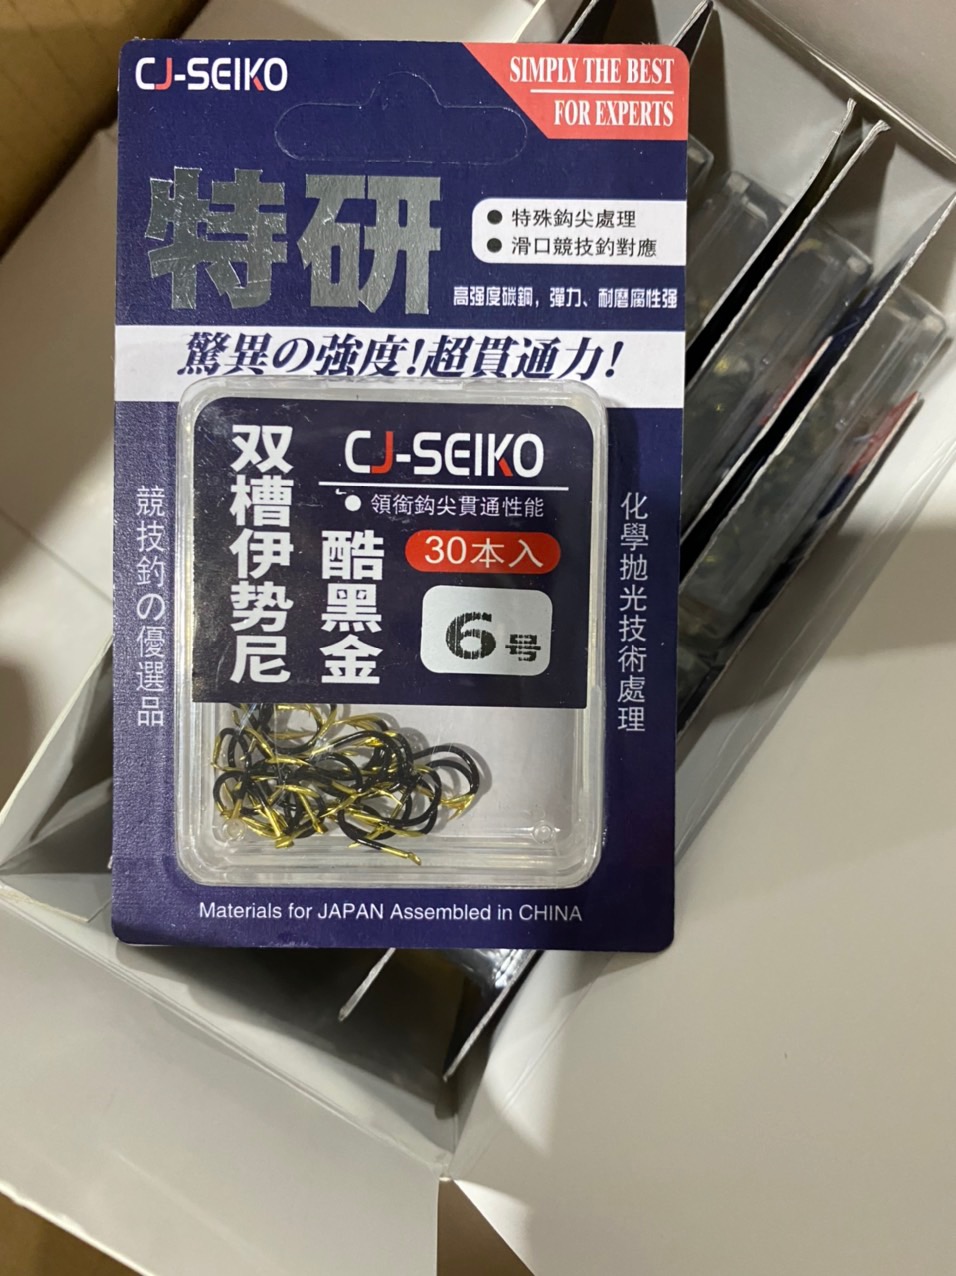 CJ-SEIKO
SIMPLY THE BEST
FOR EXPERTS
特研
● 特殊鈎尖處理
● 滑口競技釣對應
高强度碳鋼，彈力、耐磨腐性强
驚異の強度！超貫通力！
競技釣の優選品
双槽伊势尼
酷黑金
CJ-SEIKO
● 領銜鈎尖貫通性能
30本入
6号
化學抛光技術處理
Materials for JAPAN Assembled in CHINA